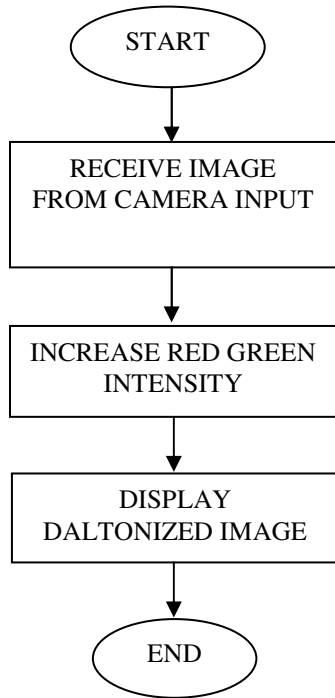 START
RECEIVE IMAGE
FROM CAMERA INPUT
INCREASE RED GREEN
INTENSITY
DISPLAY
DALTONIZED IMAGE
END